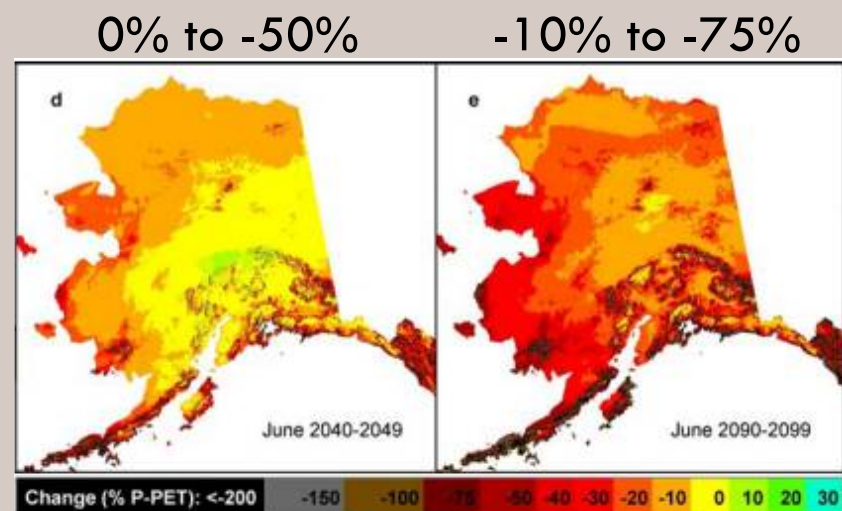 0% to -50%
-10% to -75%
d
e
June 2040-2049
June 2090-2099
Change (% P-PET): <-200 -150 -100 -75 -50 -40 -30 -20 -10 0 10 20 30